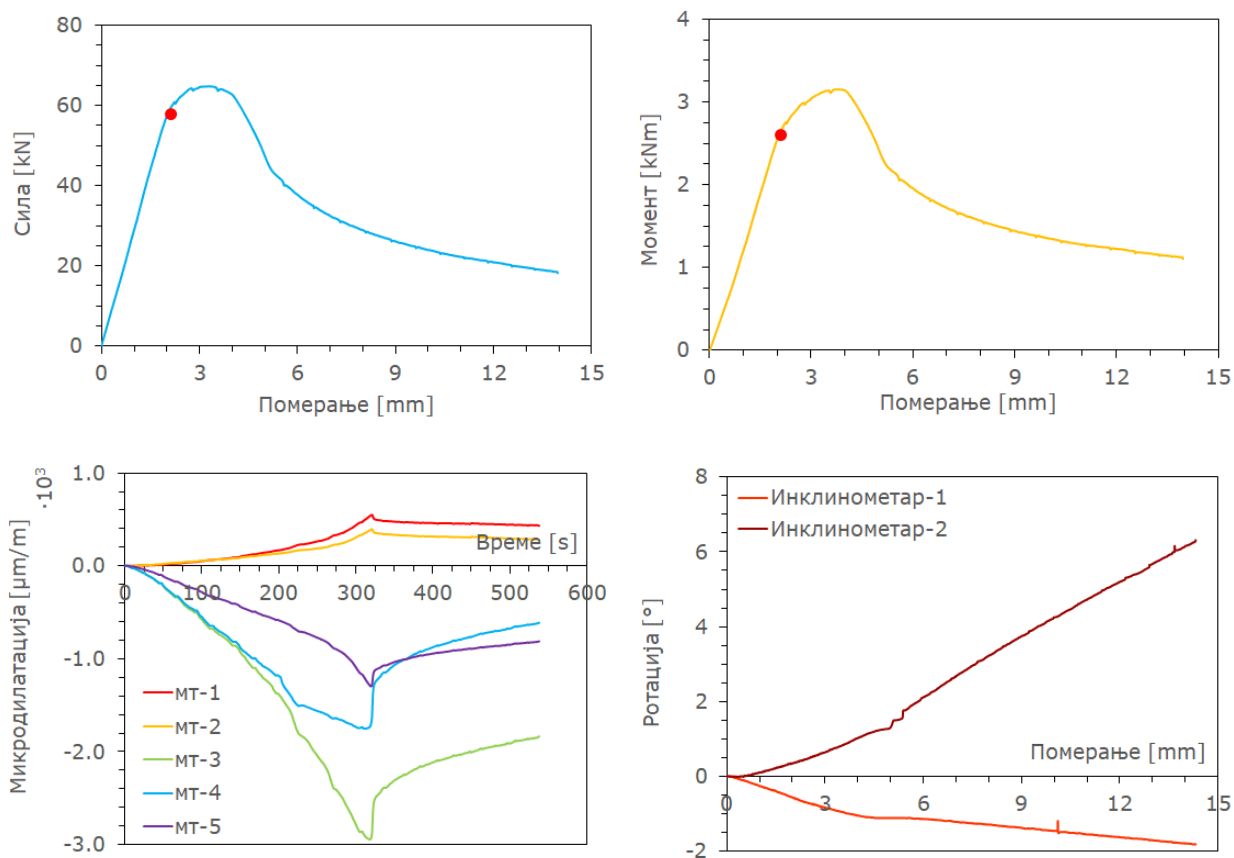 80
60
40
20
0
Сила [kN]
0 3 6 9 12 15
Померање [mm]
4
3
2
1
0
Момент [kNm]
0 3 6 9 12 15
Померање [mm]
·10³
1.0
0.0
-1.0
-2.0
-3.0
Микродилатација [μm/m]
Време [s]
0 100 200 300 400 500 600
мт-1
мт-2
мт-3
мт-4
мт-5
8
6
4
2
0
-2
Ротација [°]
Инклинометар-1
Инклинометар-2
Померање [mm]
0 3 6 9 12 15